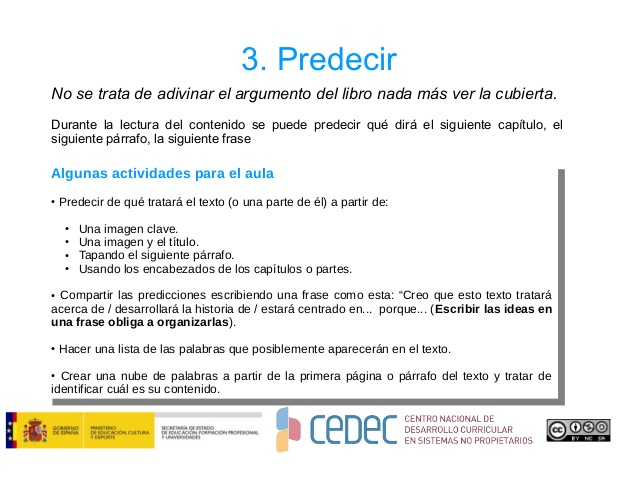 3. Predecir
No se trata de adivinar el argumento del libro nada más ver la cubierta.
Durante la lectura del contenido se puede predecir qué dirá el siguiente capítulo, el
siguiente párrafo, la siguiente frase
Algunas actividades para el aula
• Predecir de qué tratará el texto (o una parte de él) a partir de:
• Una imagen clave.
• Una imagen y el título.
• Tapando el siguiente párrafo.
• Usando los encabezados de los capítulos o partes.
• Compartir las predicciones escribiendo una frase como esta: “Creo que esto texto tratará
acerca de / desarrollará la historia de / estará centrado en... porque... (Escribir las ideas en
una frase obliga a organizarlas).
• Hacer una lista de las palabras que posiblemente aparecerán en el texto.
• Crear una nube de palabras a partir de la primera página o párrafo del texto y tratar de
identificar cuál es su contenido.
GOBIERNO
DE ESPAÑA
MINISTERIO
DE EDUCACIÓN, CULTURA
Y DEPORTE
SECRETARÍA DE ESTADO
DE EDUCACIÓN, FORMACIÓN PROFESIONAL
Y UNIVERSIDADES
CEDEC
CENTRO NACIONAL DE
DESARROLLO CURRICULAR
EN SISTEMAS NO PROPIETARIOS
cc
BY NC SA